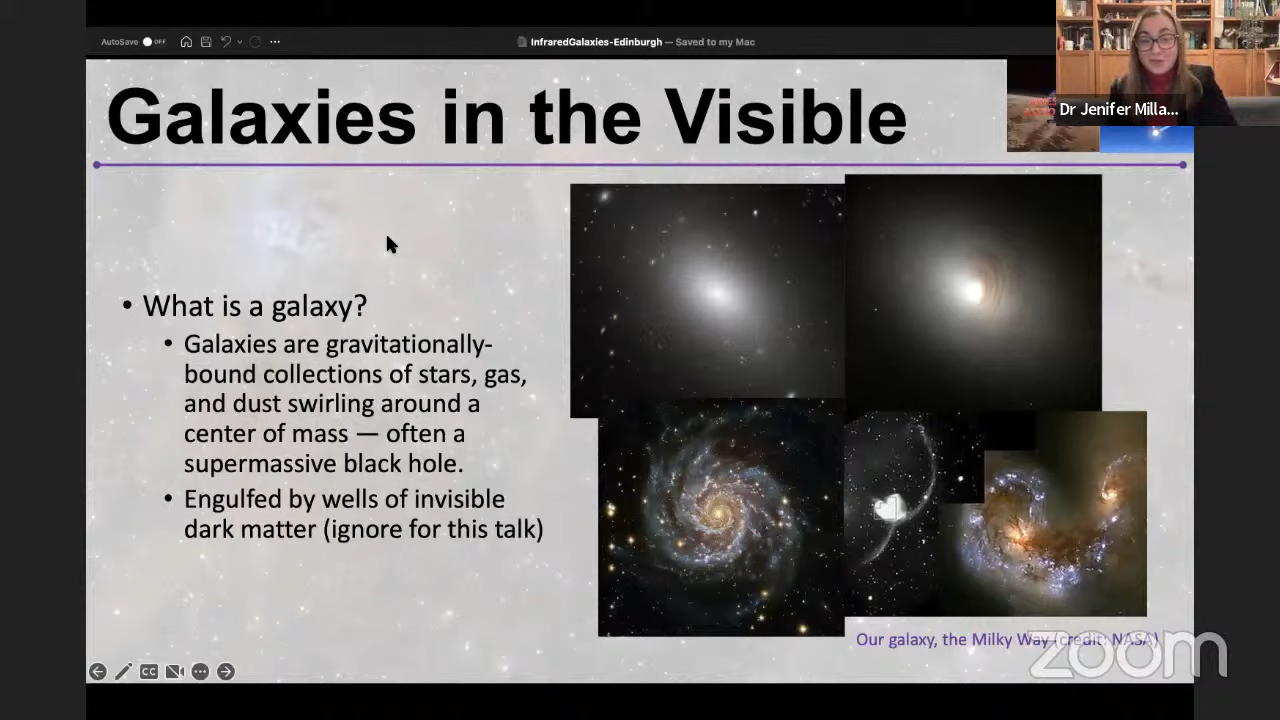 AutoSave OFF
InfraredGalaxies-Edinburgh — Saved to my Mac
Dr Jenifer Milla...
Galaxies in the Visible
• What is a galaxy?
• Galaxies are gravitationally-
bound collections of stars, gas,
and dust swirling around a
center of mass — often a
supermassive black hole.
• Engulfed by wells of invisible
dark matter (ignore for this talk)
Our galaxy, the Milky Way (credit: NASA)
CC
zoom